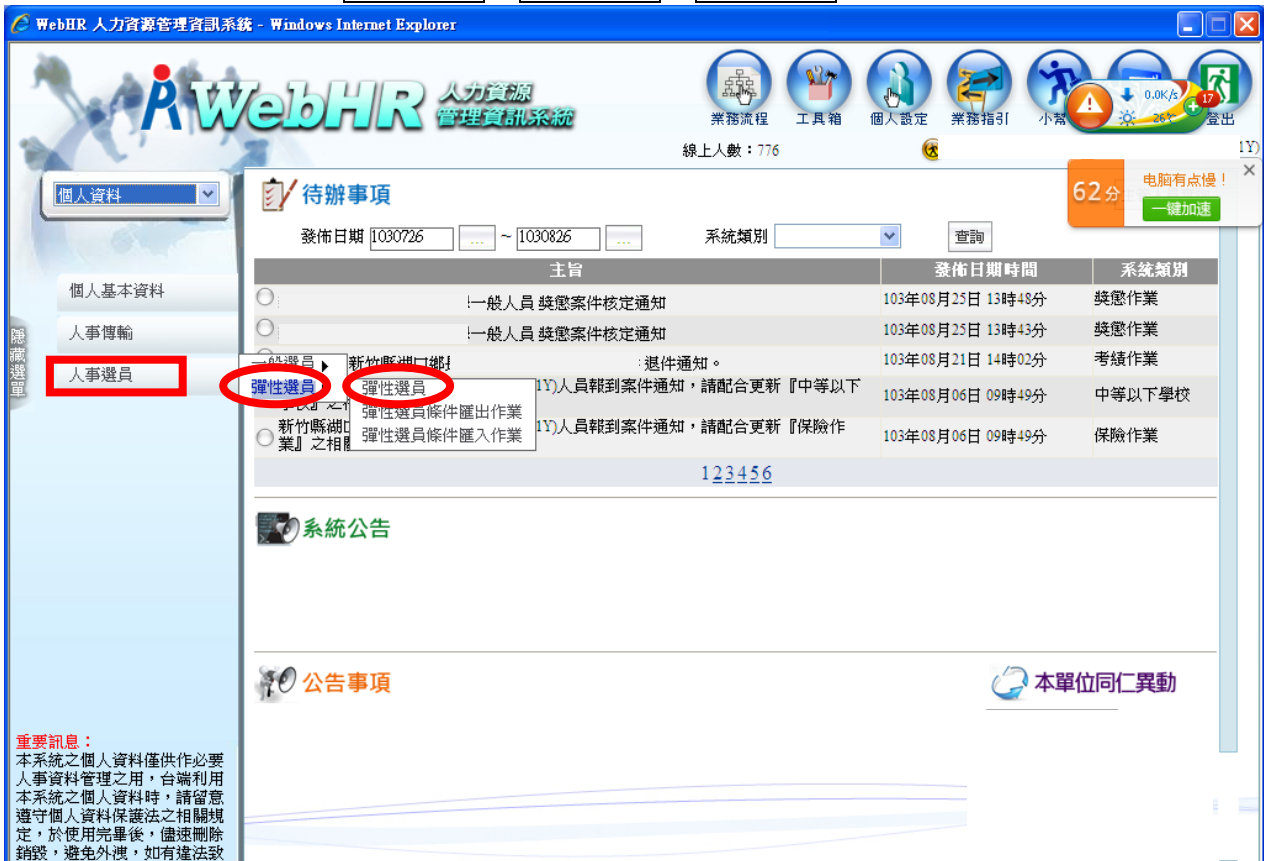 WebHR 人力資源管理資訊系統 - Windows Internet Explorer
WebHR 人力資源
管理資訊系統
業務流程 工具箱 個人設定 業務指引 登出
0.0K/s
17
26℃
線上人數：776
1Y)
個人資料
待辦事項
62分
电脑有点慢！
一键加速
發佈日期 1030726 ... ~ 1030826 ... 系統類別 查詢
主旨 發佈日期時間 系統類別
一般人員 獎懲案件核定通知 103年08月25日 13時48分 獎懲作業
一般人員 獎懲案件核定通知 103年08月25日 13時43分 獎懲作業
退件通知。 103年08月21日 14時02分 考績作業
1Y)人員報到案件通知，請配合更新『中等以下 103年08月06日 09時49分 中等以下學校
新竹縣湖口
1Y)人員報到案件通知，請配合更新『保險作
業』之相關
103年08月06日 09時49分 保險作業
123456
個人基本資料
人事傳輸
人事選員
隱藏選單
一般選員
彈性選員
彈性選員
彈性選員條件匯出作業
彈性選員條件匯入作業
系統公告
公告事項
本單位同仁異動
重要訊息：
本系統之個人資料僅供作必要
人事資料管理之用，台端利用
本系統之個人資料時，請留意
遵守個人資料保護法之相關規
定，於使用完畢後，儘速刪除
銷毀，避免外洩，如有違法致